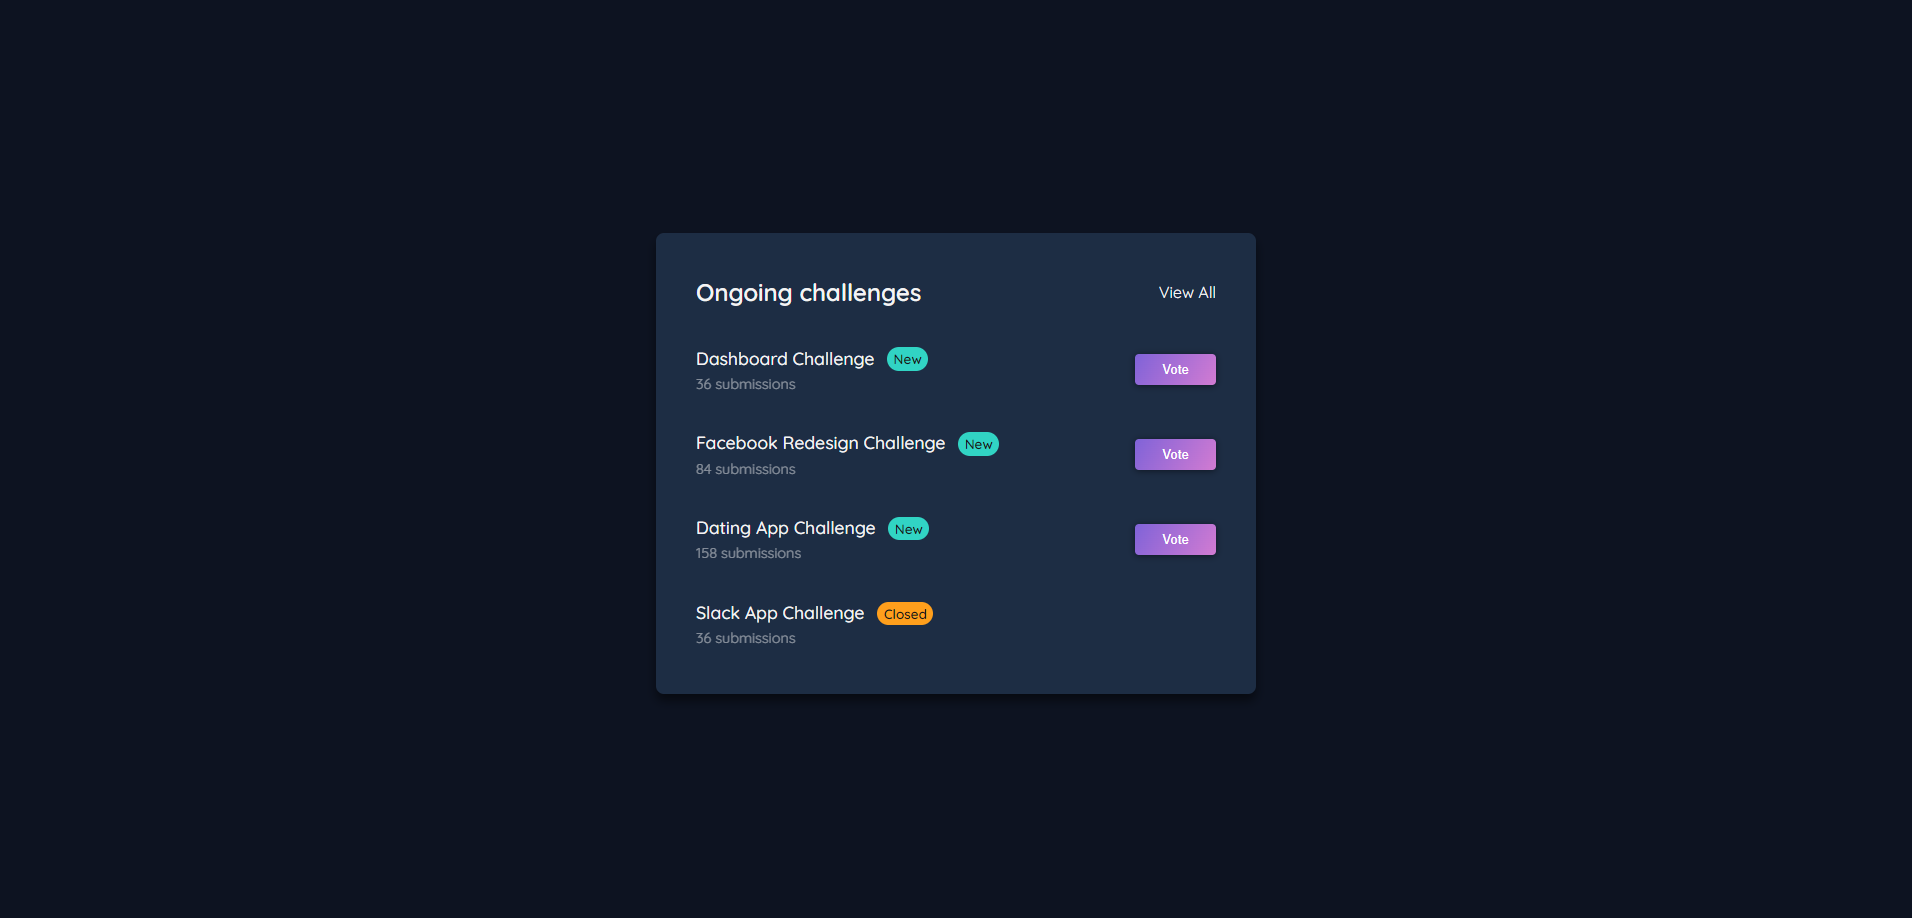 Ongoing challenges View All
Dashboard Challenge New
36 submissions
Vote
Facebook Redesign Challenge New
84 submissions
Vote
Dating App Challenge New
158 submissions
Vote
Slack App Challenge Closed
36 submissions